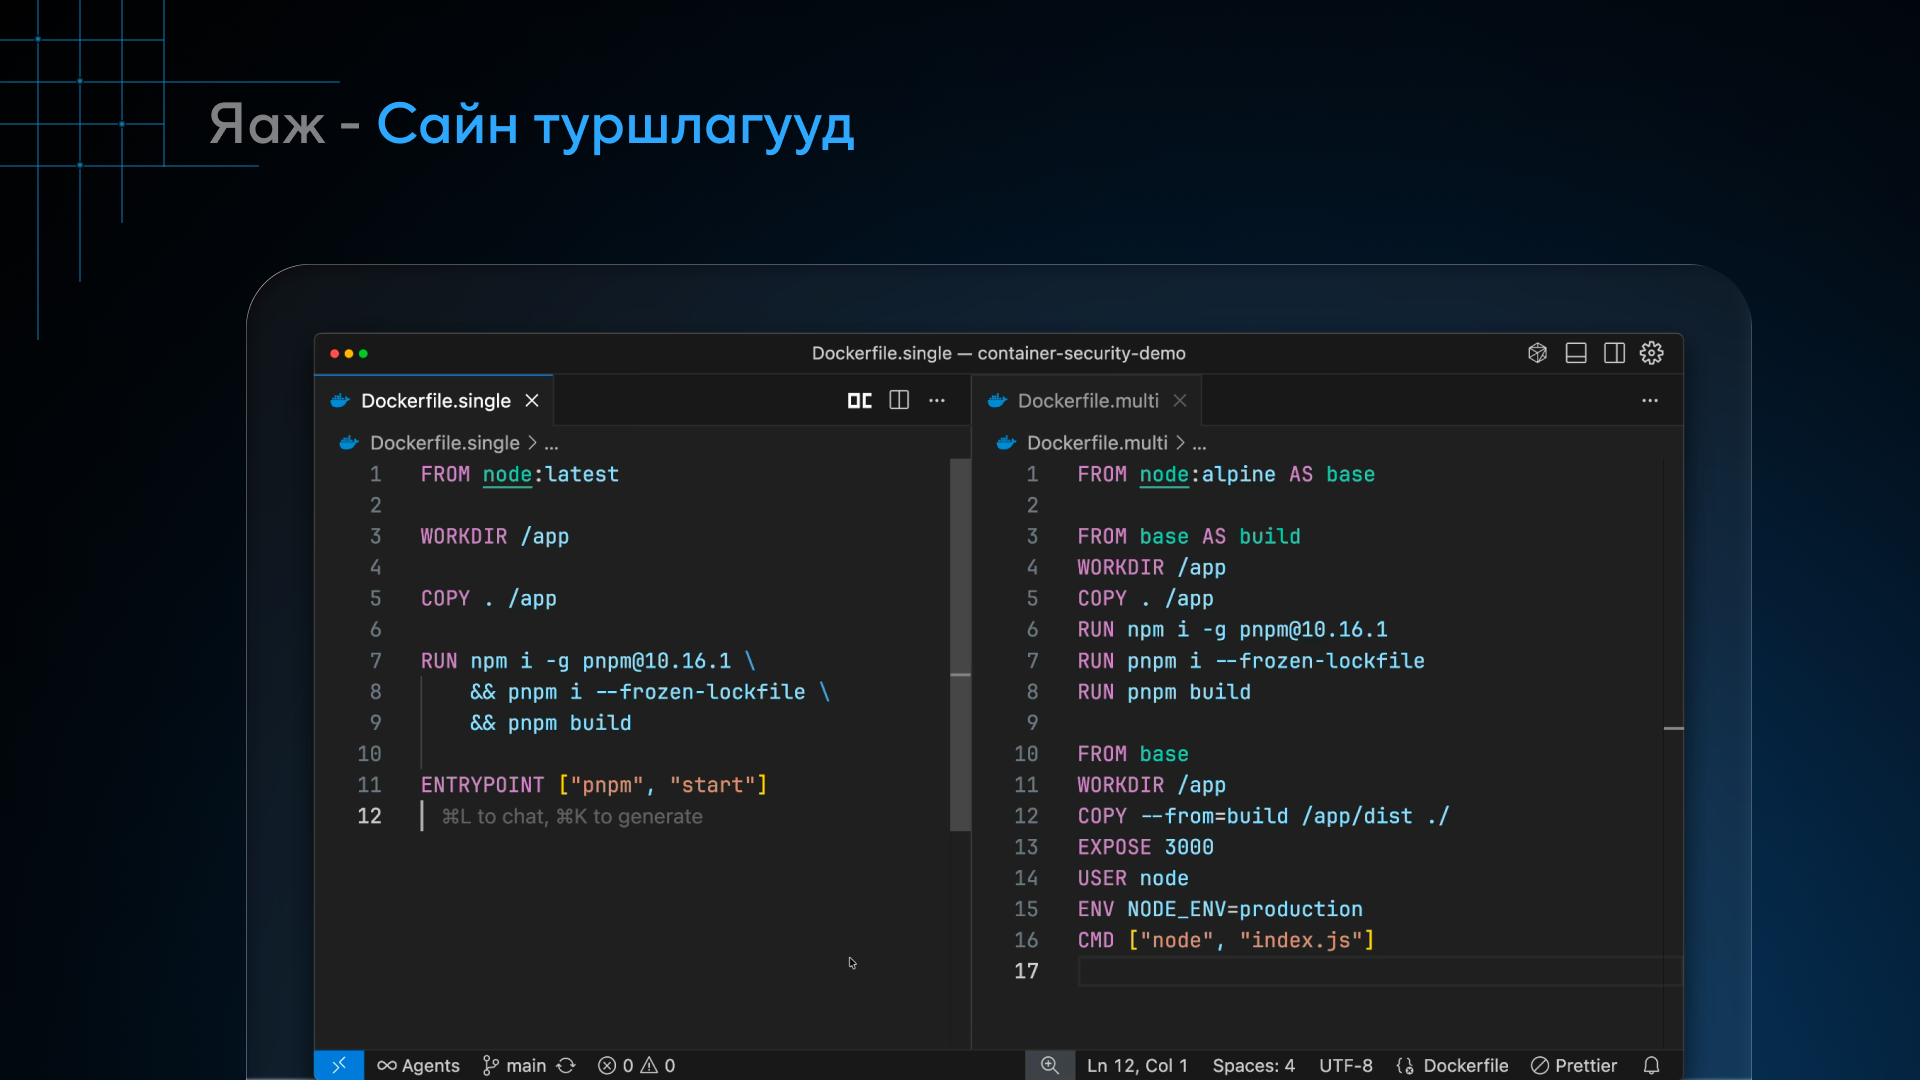 Яаж - Сайн туршлагууд
Dockerfile.single — container-security-demo
Dockerfile.single
Dockerfile.single > ...
1 FROM node:latest
2
3 WORKDIR /app
4
5 COPY . /app
6
7 RUN npm i -g pnpm@10.16.1 \
8 && pnpm i --frozen-lockfile \
9 && pnpm build
10
11 ENTRYPOINT ["pnpm", "start"]
12 ⌘L to chat, ⌘K to generate
Dockerfile.multi
Dockerfile.multi > ...
1 FROM node:alpine AS base
2
3 FROM base AS build
4 WORKDIR /app
5 COPY . /app
6 RUN npm i -g pnpm@10.16.1
7 RUN pnpm i --frozen-lockfile
8 RUN pnpm build
9
10 FROM base
11 WORKDIR /app
12 COPY --from=build /app/dist ./
13 EXPOSE 3000
14 USER node
15 ENV NODE_ENV=production
16 CMD ["node", "index.js"]
17
Agents main 0 0 Ln 12, Col 1 Spaces: 4 UTF-8 Dockerfile Prettier